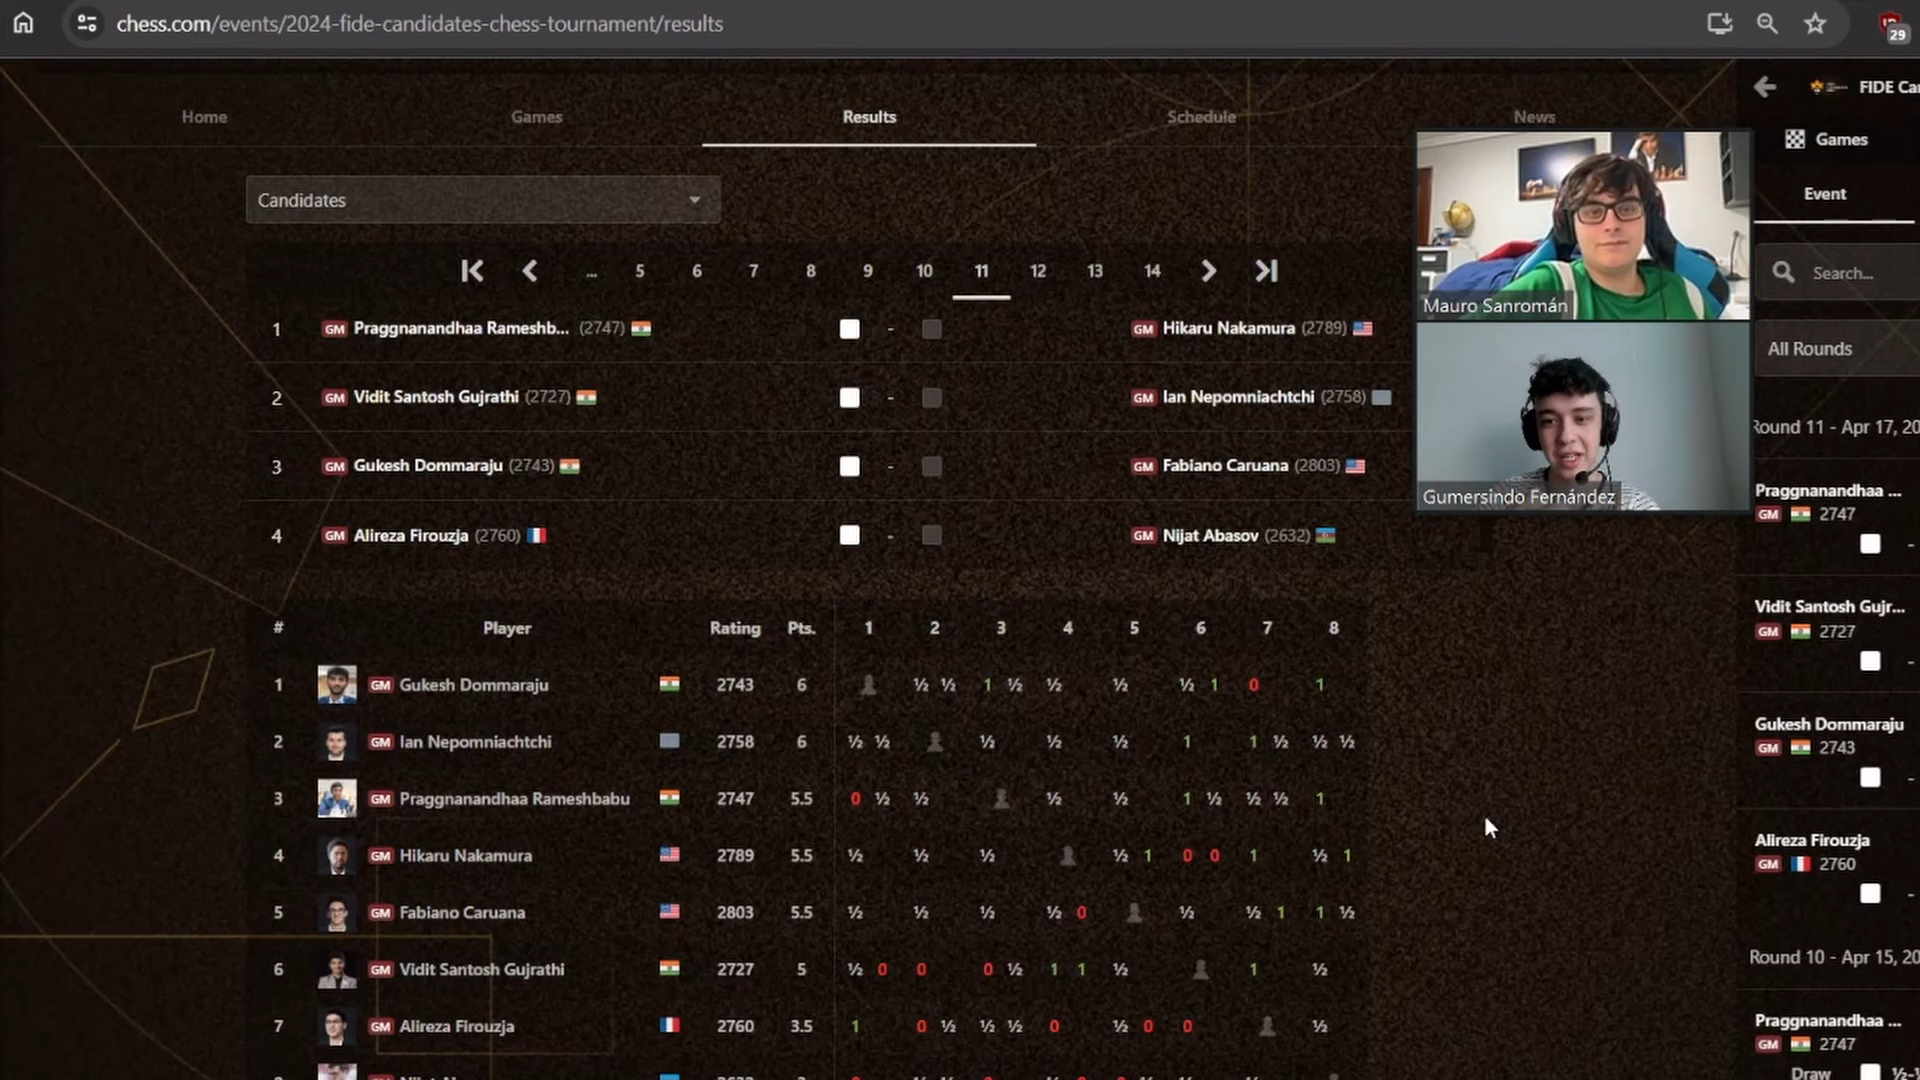 chess.com/events/2024-fide-candidates-chess-tournament/results
29
Home Games Results Schedule News
FIDE Ca
Games
Event
Candidates
Search...
All Rounds
... 5 6 7 8 9 10 11 12 13 14
1 GM Praggnanandhaa Rameshb... (2747) - GM Hikaru Nakamura (2789)
2 GM Vidit Santosh Gujrathi (2727) - GM Ian Nepomniachtchi (2758)
3 GM Gukesh Dommaraju (2743) - GM Fabiano Caruana (2803)
4 GM Alireza Firouzja (2760) - GM Nijat Abasov (2632)
Mauro Sanromán
Gumersindo Fernández
# Player Rating Pts. 1 2 3 4 5 6 7 8
1 GM Gukesh Dommaraju 2743 6 ½ ½ 1 ½ ½ ½ ½ 1 0 1
2 GM Ian Nepomniachtchi 2758 6 ½ ½ ½ ½ ½ 1 1 ½ ½ ½
3 GM Praggnanandhaa Rameshbabu 2747 5.5 0 ½ ½ ½ ½ 1 ½ ½ ½ 1
4 GM Hikaru Nakamura 2789 5.5 ½ ½ ½ ½ 1 0 0 1 ½ 1
5 GM Fabiano Caruana 2803 5.5 ½ ½ ½ ½ 0 ½ ½ 1 1 ½
6 GM Vidit Santosh Gujrathi 2727 5 ½ 0 0 0 ½ 1 1 ½ 1 ½
7 GM Alireza Firouzja 2760 3.5 1 0 ½ ½ ½ 0 ½ 0 0 ½
Round 11 - Apr 17, 20
Praggnanandhaa ...
GM 2747
-
Vidit Santosh Gujr...
GM 2727
-
Gukesh Dommaraju
GM 2743
-
Alireza Firouzja
GM 2760
-
Round 10 - Apr 15, 20
Praggnanandhaa ...
GM 2747
Draw ½-½